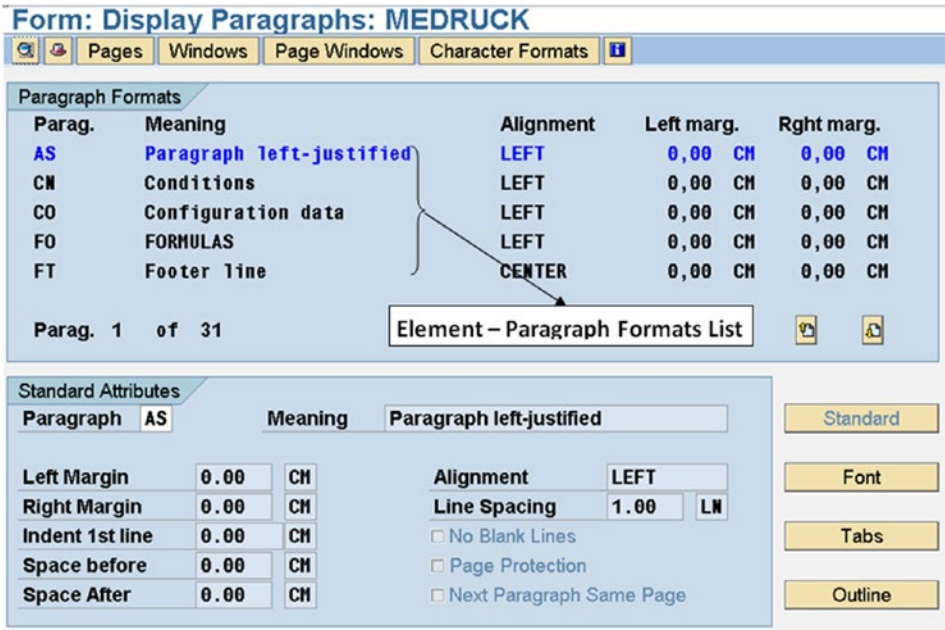 Form: Display Paragraphs: MEDRUCK
Pages Windows Page Windows Character Formats
Paragraph Formats
Parag. Meaning Alignment Left marg. Rght marg.
AS Paragraph left-justified LEFT 0,00 CM 0,00 CM
CN Conditions LEFT 0,00 CM 0,00 CM
CO Configuration data LEFT 0,00 CM 0,00 CM
FO FORMULAS LEFT 0,00 CM 0,00 CM
FT Footer line CENTER 0,00 CM 0,00 CM
Parag. 1 of 31
Element – Paragraph Formats List
Standard Attributes
Paragraph AS Meaning Paragraph left-justified Standard
Left Margin 0.00 CM Alignment LEFT Font
Right Margin 0.00 CM Line Spacing 1.00 LN
Indent 1st line 0.00 CM No Blank Lines Tabs
Space before 0.00 CM Page Protection
Space After 0.00 CM Next Paragraph Same Page Outline